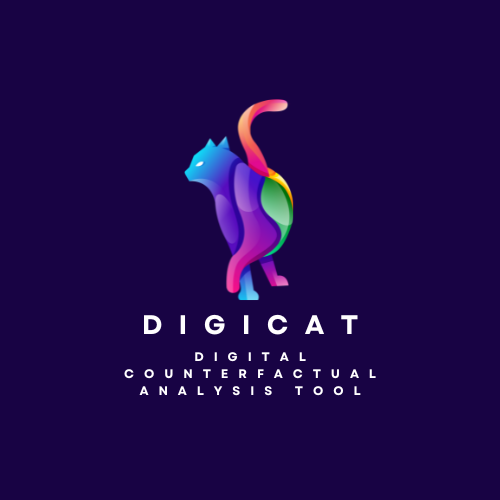 DIGICAT
DIGITAL
COUNTERFACTUAL
ANALYSIS TOOL